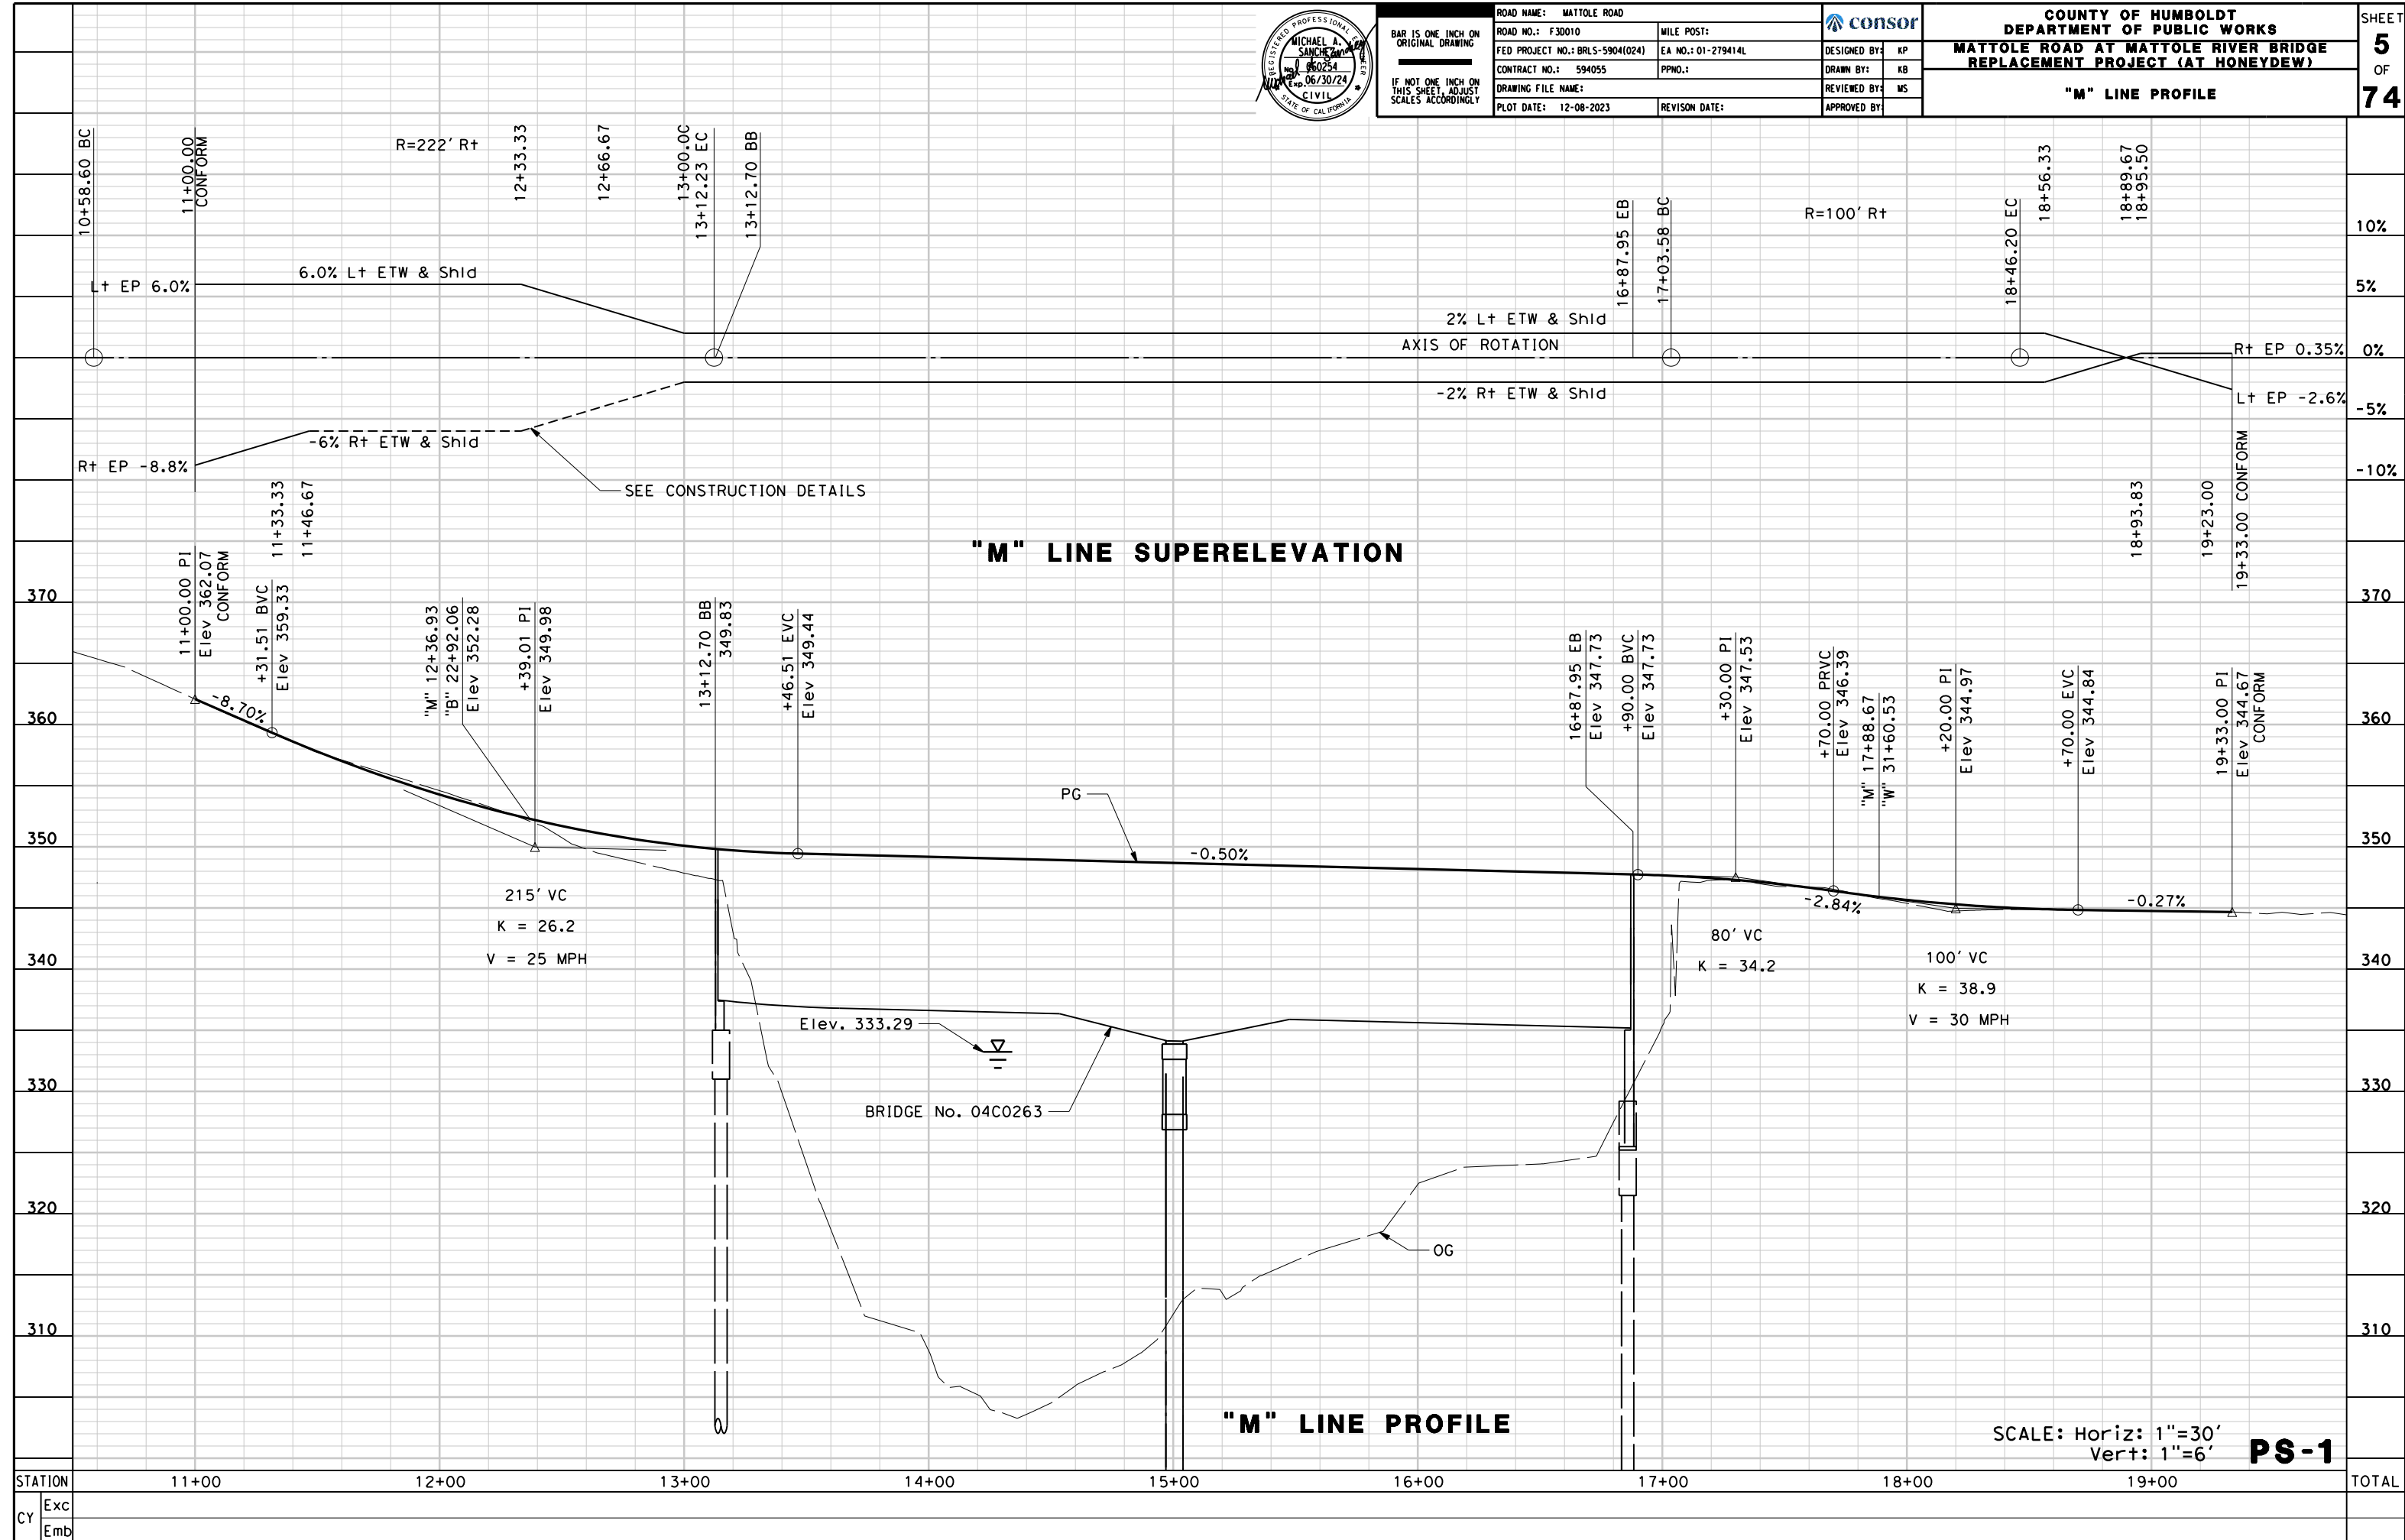 REGISTERED PROFESSIONAL ENGINEER
MICHAEL A.
SANCHEZ
No. 060254
Exp. 06/30/24
CIVIL
STATE OF CALIFORNIA
BAR IS ONE INCH ON
ORIGINAL DRAWING
IF NOT ONE INCH ON
THIS SHEET, ADJUST
SCALES ACCORDINGLY
ROAD NAME: MATTOLE ROAD
ROAD NO.: F3D010
MILE POST:
FED PROJECT NO.: BRLS-5904(024)
EA NO.: 01-279414L
CONTRACT NO.: 594055
PPNO.:
DRAWING FILE NAME:
PLOT DATE: 12-08-2023
REVISON DATE:
consor
DESIGNED BY: KP
DRAWN BY: KB
REVIEWED BY: MS
APPROVED BY:
COUNTY OF HUMBOLDT
DEPARTMENT OF PUBLIC WORKS
MATTOLE ROAD AT MATTOLE RIVER BRIDGE
REPLACEMENT PROJECT (AT HONEYDEW)
"M" LINE PROFILE
SHEET
5
OF
74
10+58.60 BC
11+00.00
CONFORM
R=222' Rt
12+33.33
12+66.67
13+00.00
13+12.23 EC
13+12.70 BB
16+87.95 EB
17+03.58 BC
R=100' Rt
18+46.20 EC
18+56.33
18+89.67
18+95.50
10%
5%
0%
-5%
-10%
Lt EP 6.0%
6.0% Lt ETW & Shld
2% Lt ETW & Shld
AXIS OF ROTATION
-2% Rt ETW & Shld
Rt EP 0.35%
Lt EP -2.6%
-6% Rt ETW & Shld
Rt EP -8.8%
SEE CONSTRUCTION DETAILS
11+33.33
11+46.67
18+93.83
19+23.00
19+33.00 CONFORM
"M" LINE SUPERELEVATION
370
360
350
340
330
320
310
370
360
350
340
330
320
310
11+00.00 PI
Elev 362.07
CONFORM
+31.51 BVC
Elev 359.33
"M" 12+36.93
"B" 22+92.06
Elev 352.28
+39.01 PI
Elev 349.98
13+12.70 BB
349.83
+46.51 EVC
Elev 349.44
16+87.95 EB
Elev 347.73
+90.00 BVC
Elev 347.73
+30.00 PI
Elev 347.53
+70.00 PRVC
Elev 346.39
"M" 17+88.67
"W" 31+60.53
+20.00 PI
Elev 344.97
+70.00 EVC
Elev 344.84
19+33.00 PI
Elev 344.67
CONFORM
-8.70%
PG
-0.50%
-2.84%
-0.27%
215' VC
K = 26.2
V = 25 MPH
80' VC
K = 34.2
100' VC
K = 38.9
V = 30 MPH
Elev. 333.29
BRIDGE No. 04C0263
OG
"M" LINE PROFILE
SCALE: Horiz: 1"=30'
Vert: 1"=6'
PS-1
STATION
11+00
12+00
13+00
14+00
15+00
16+00
17+00
18+00
19+00
TOTAL
CY
Exc
Emb